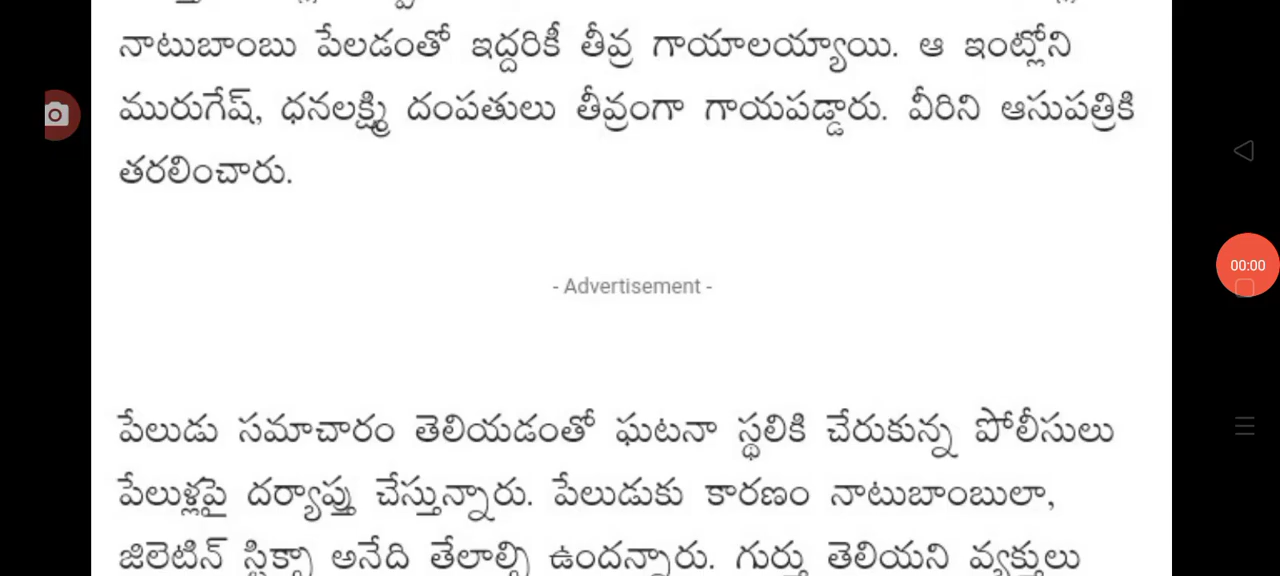 నాటుబాంబు పేలడంతో ఇద్దరికీ తీవ్ర గాయాలయ్యాయి. ఆ ఇంట్లోని
మురుగేష్, ధనలక్ష్మి దంపతులు తీవ్రంగా గాయపడ్డారు. వీరిని ఆసుపత్రికి
తరలించారు.
- Advertisement -
00:00
పేలుడు సమాచారం తెలియడంతో ఘటనా స్థలికి చేరుకున్న పోలీసులు
పేలుళ్లపై దర్యాప్తు చేస్తున్నారు. పేలుడుకు కారణం నాటుబాంబులా,
జిలెటిన్ స్టిక్సా అనేది తేలాల్సి ఉందన్నారు. గుర్తు తెలియని వ్యక్తులు